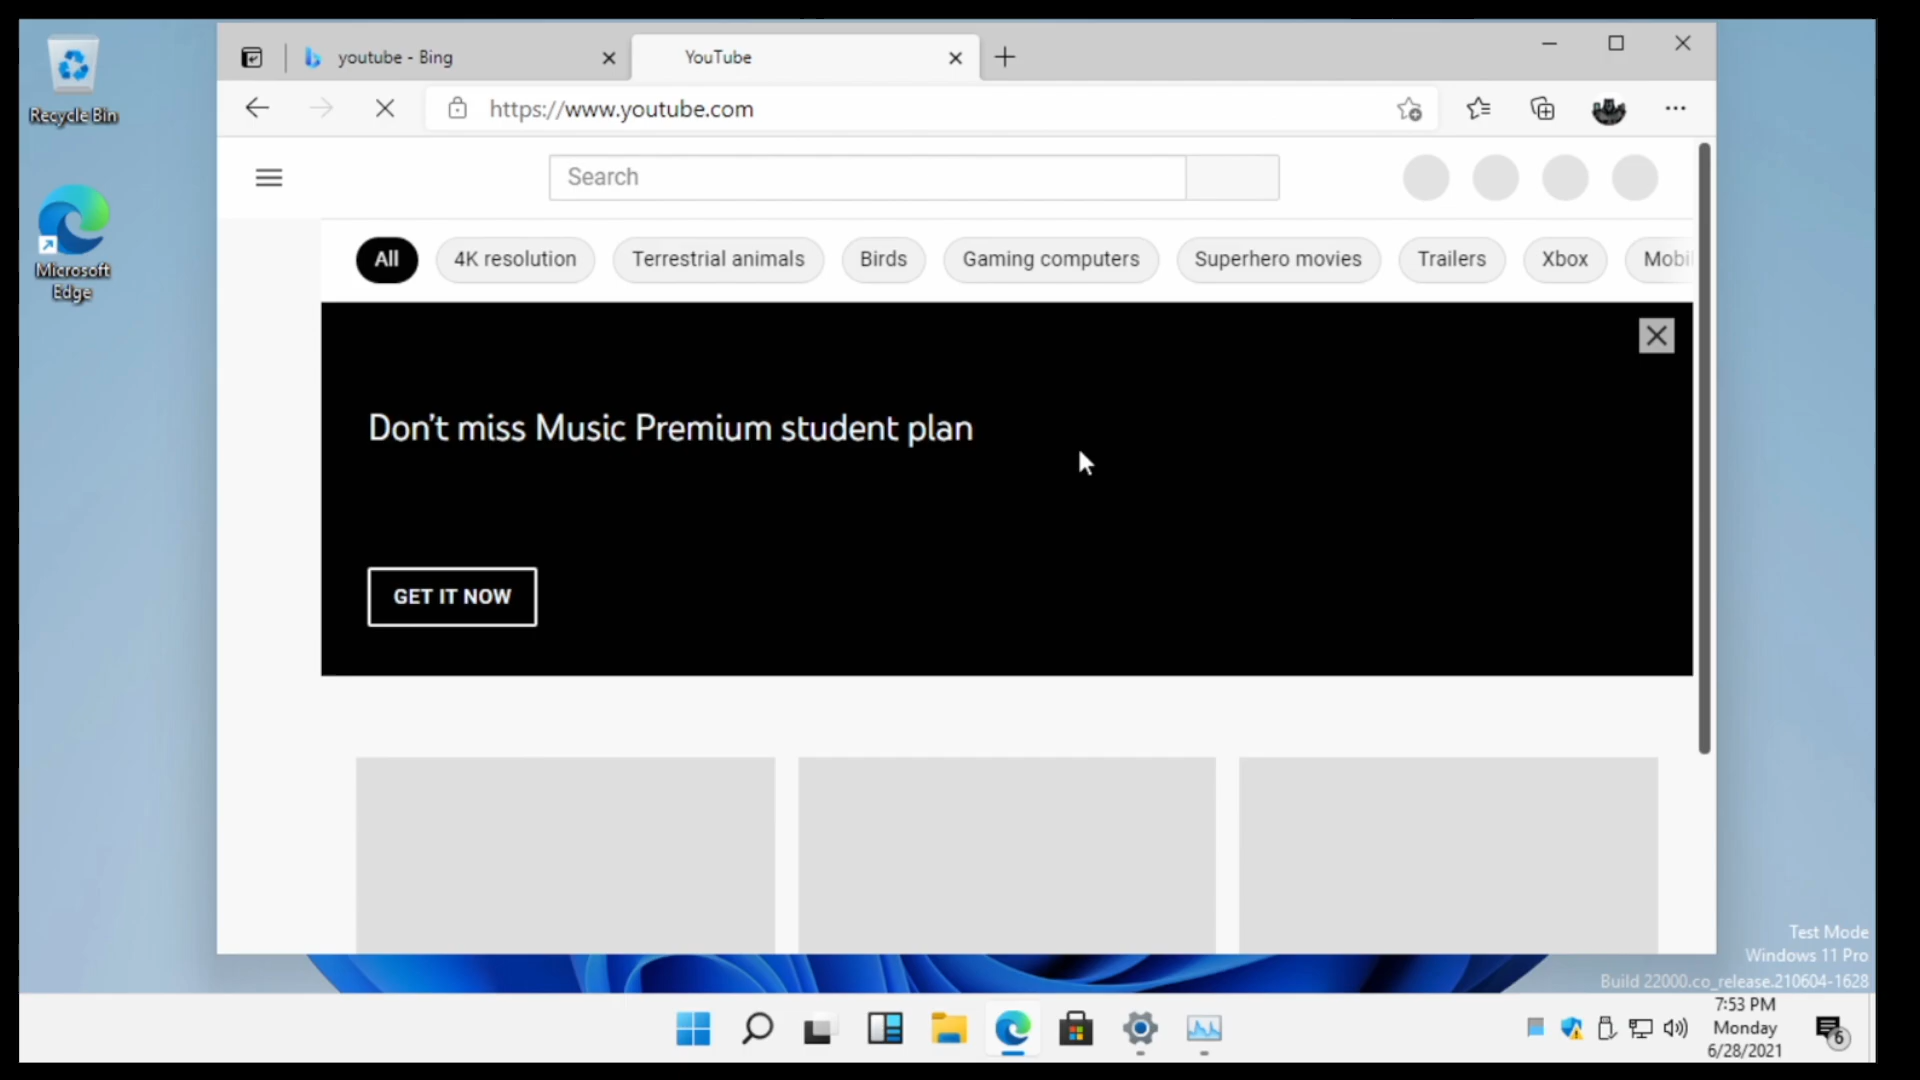 Recycle Bin
Microsoft
Edge
youtube - Bing
YouTube
https://www.youtube.com
Search
All
4K resolution
Terrestrial animals
Birds
Gaming computers
Superhero movies
Trailers
Xbox
Mobi
Don't miss Music Premium student plan
GET IT NOW
Test Mode
Windows 11 Pro
Build 22000.co_release.210604-1628
7:53 PM
Monday
6/28/2021
6